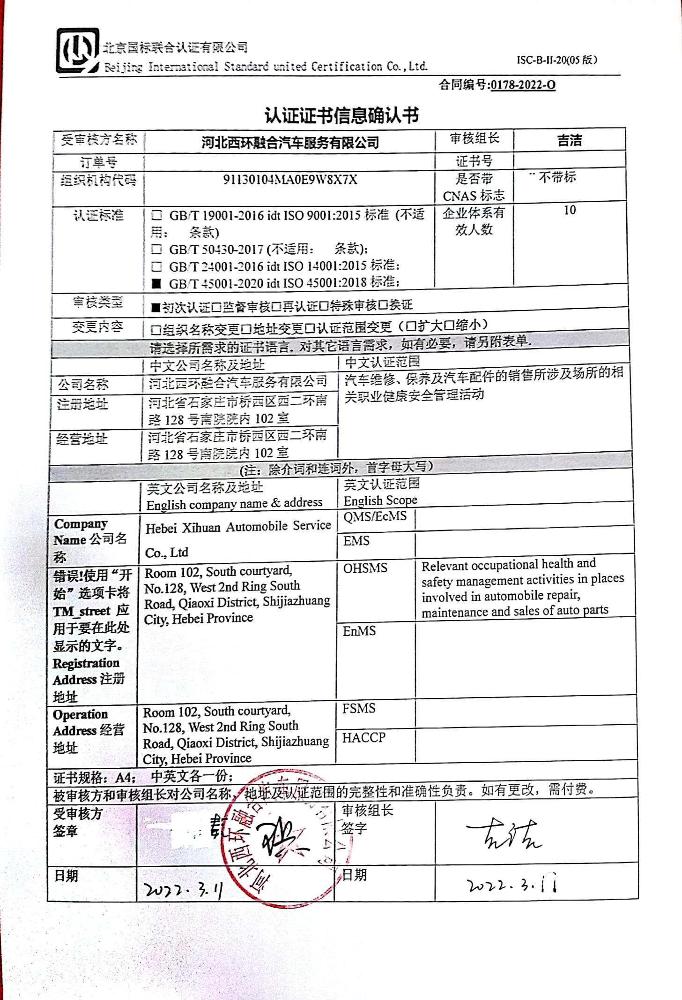 北京国标联合认证有限公司
Beijing International Standard united Certification Co.,Ltd.
ISC-B-II-20(05 版)
合同编号:0178-2022-O
认证证书信息确认书
受审核方名称 河北西环融合汽车服务有限公司 审核组长 吉洁
订单号 证书号
组织机构代码 91130104MA0E9W8X7X 是否带 ¨不带标
CNAS 标志
认证标准 □ GB/T 19001-2016 idt ISO 9001:2015 标准 (不适 企业体系有 10
用: 条款) 效人数
□ GB/T 50430-2017 (不适用: 条款);
□ GB/T 24001-2016 idt ISO 14001:2015 标准;
■ GB/T 45001-2020 idt ISO 45001:2018 标准;
审核类型 ■初次认证□监督审核□再认证□特殊审核□换证
变更内容 □组织名称变更□地址变更□认证范围变更（□扩大□缩小）
请选择所需求的证书语言. 对其它语言需求，如有必要，请另附表单.
中文公司名称及地址 中文认证范围
公司名称 河北西环融合汽车服务有限公司 汽车维修、保养及汽车配件的销售所涉及场所的相
关职业健康安全管理活动
注册地址 河北省石家庄市桥西区西二环南
路 128 号南院院内 102 室
经营地址 河北省石家庄市桥西区西二环南
路 128 号南院院内 102 室
(注：除介词和连词外，首字母大写)
英文公司名称及地址 英文认证范围
English company name & address English Scope
Company
Name 公司名
称
Hebei Xihuan Automobile Service
Co., Ltd
QMS/EcMS
EMS
错误!使用“开
始”选项卡将
TM_street 应
用于要在此处
显示的文字。
Registration
Address 注册
地址
Room 102, South courtyard,
No.128, West 2nd Ring South
Road, Qiaoxi District, Shijiazhuang
City, Hebei Province
OHSMS
Relevant occupational health and
safety management activities in places
involved in automobile repair,
maintenance and sales of auto parts
EnMS
Operation
Address 经营
地址
Room 102, South courtyard,
No.128, West 2nd Ring South
Road, Qiaoxi District, Shijiazhuang
City, Hebei Province
FSMS
HACCP
证书规格：A4； 中英文各一份；
被审核方和审核组长对公司名称、地址及认证范围的完整性和准确性负责。如有更改，需付费。
受审核方
签章
河北西环融合汽车服务有限公司
审核组长
签字
吉洁
日期 2022.3.11 日期 2022.3.11